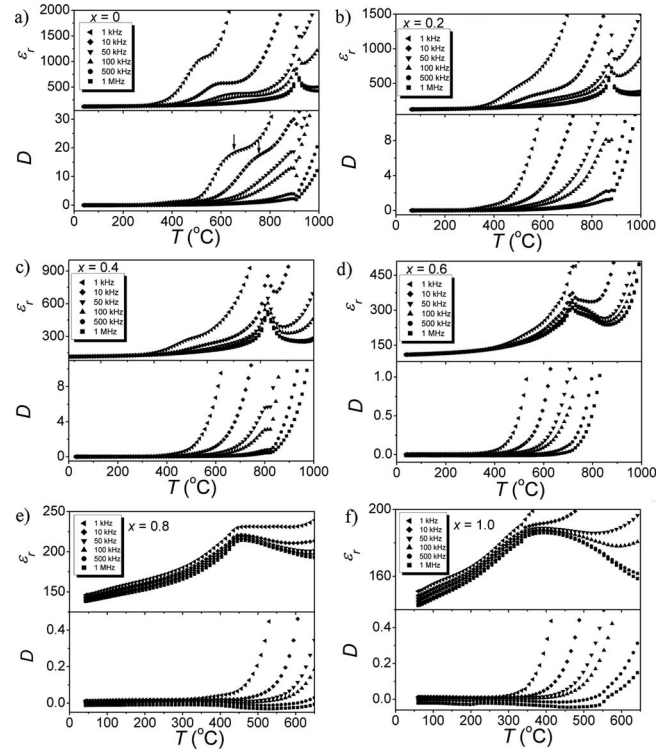 a) x = 0
1 kHz
10 kHz
50 kHz
100 kHz
500 kHz
1 MHz
εr
2000
1500
1000
500
D
30
20
10
0
0 200 400 600 800 1000
T (°C)
b) x = 0.2
1 kHz
10 kHz
50 kHz
100 kHz
500 kHz
1 MHz
εr
1500
1200
900
600
300
D
8
4
0
0 200 400 600 800 1000
T (°C)
c) x = 0.4
1 kHz
10 kHz
50 kHz
100 kHz
500 kHz
1 MHz
εr
900
600
300
D
8
4
0
0 200 400 600 800 1000
T (°C)
d) x = 0.6
1 kHz
10 kHz
50 kHz
100 kHz
500 kHz
1 MHz
εr
450
300
150
D
1.0
0.5
0.0
0 200 400 600 800 1000
T (°C)
e) x = 0.8
1 kHz
10 kHz
50 kHz
100 kHz
500 kHz
1 MHz
εr
250
225
200
175
150
D
0.4
0.2
0.0
0 100 200 300 400 500 600
T (°C)
f) x = 1.0
1 kHz
10 kHz
50 kHz
100 kHz
500 kHz
1 MHz
εr
200
180
160
D
0.4
0.2
0.0
0 100 200 300 400 500 600
T (°C)